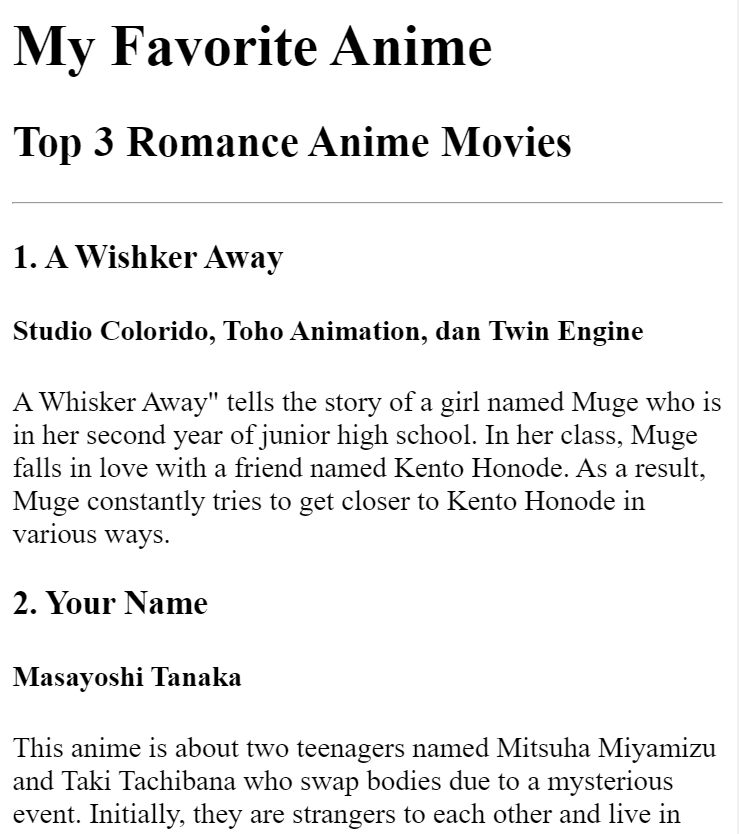 My Favorite Anime
Top 3 Romance Anime Movies
1. A Wishker Away
Studio Colorido, Toho Animation, dan Twin Engine
A Whisker Away" tells the story of a girl named Muge who is
in her second year of junior high school. In her class, Muge
falls in love with a friend named Kento Honode. As a result,
Muge constantly tries to get closer to Kento Honode in
various ways.
2. Your Name
Masayoshi Tanaka
This anime is about two teenagers named Mitsuha Miyamizu
and Taki Tachibana who swap bodies due to a mysterious
event. Initially, they are strangers to each other and live in